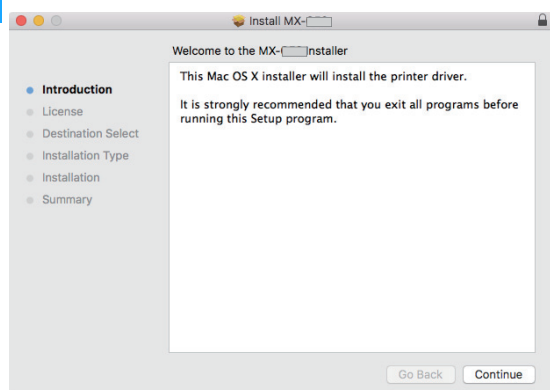 Install MX-
Welcome to the MX- Installer
This Mac OS X installer will install the printer driver.
It is strongly recommended that you exit all programs before
running this Setup program.
Introduction
License
Destination Select
Installation Type
Installation
Summary
Go Back
Continue